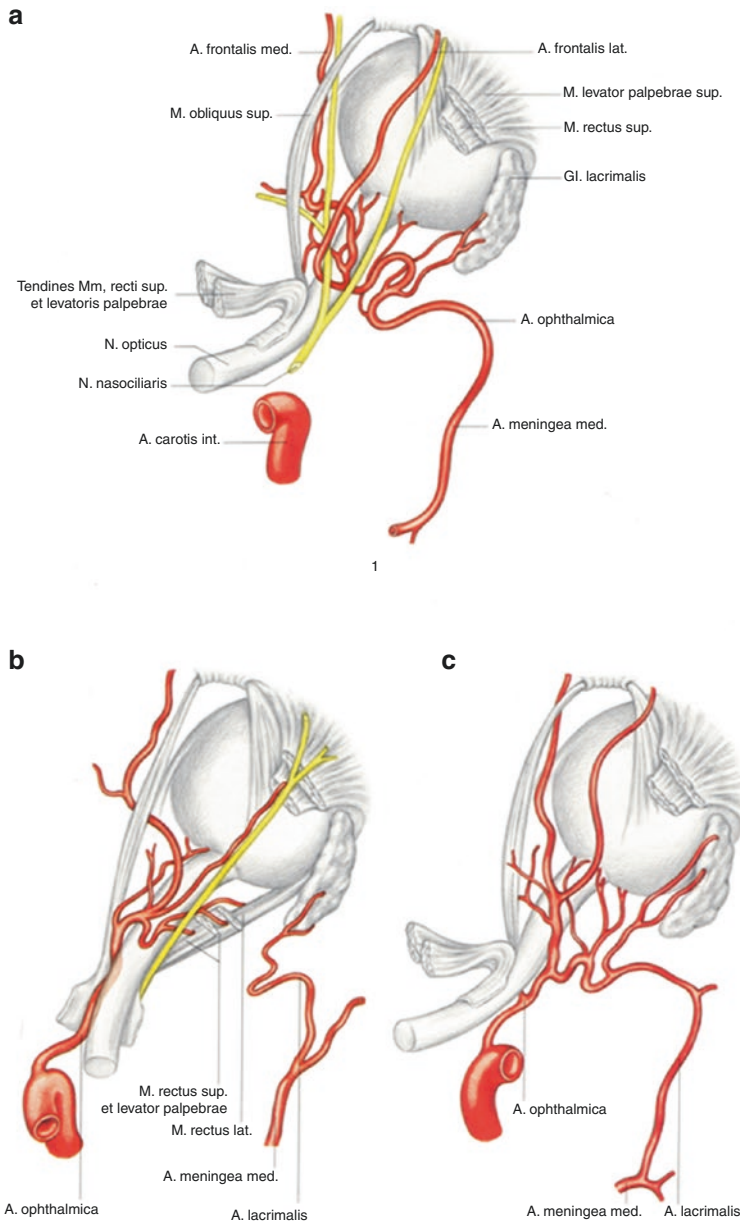 a
A. frontalis med.
A. frontalis lat.
M. levator palpebrae sup.
M. obliquus sup.
M. rectus sup.
Gl. lacrimalis
Tendines Mm, recti sup.
et levatoris palpebrae
A. ophthalmica
N. opticus
N. nasociliaris
A. meningea med.
A. carotis int.
1
b
c
M. rectus sup.
et levator palpebrae
M. rectus lat.
A. ophthalmica
A. meningea med.
A. ophthalmica
A. lacrimalis
A. meningea med.
A. lacrimalis